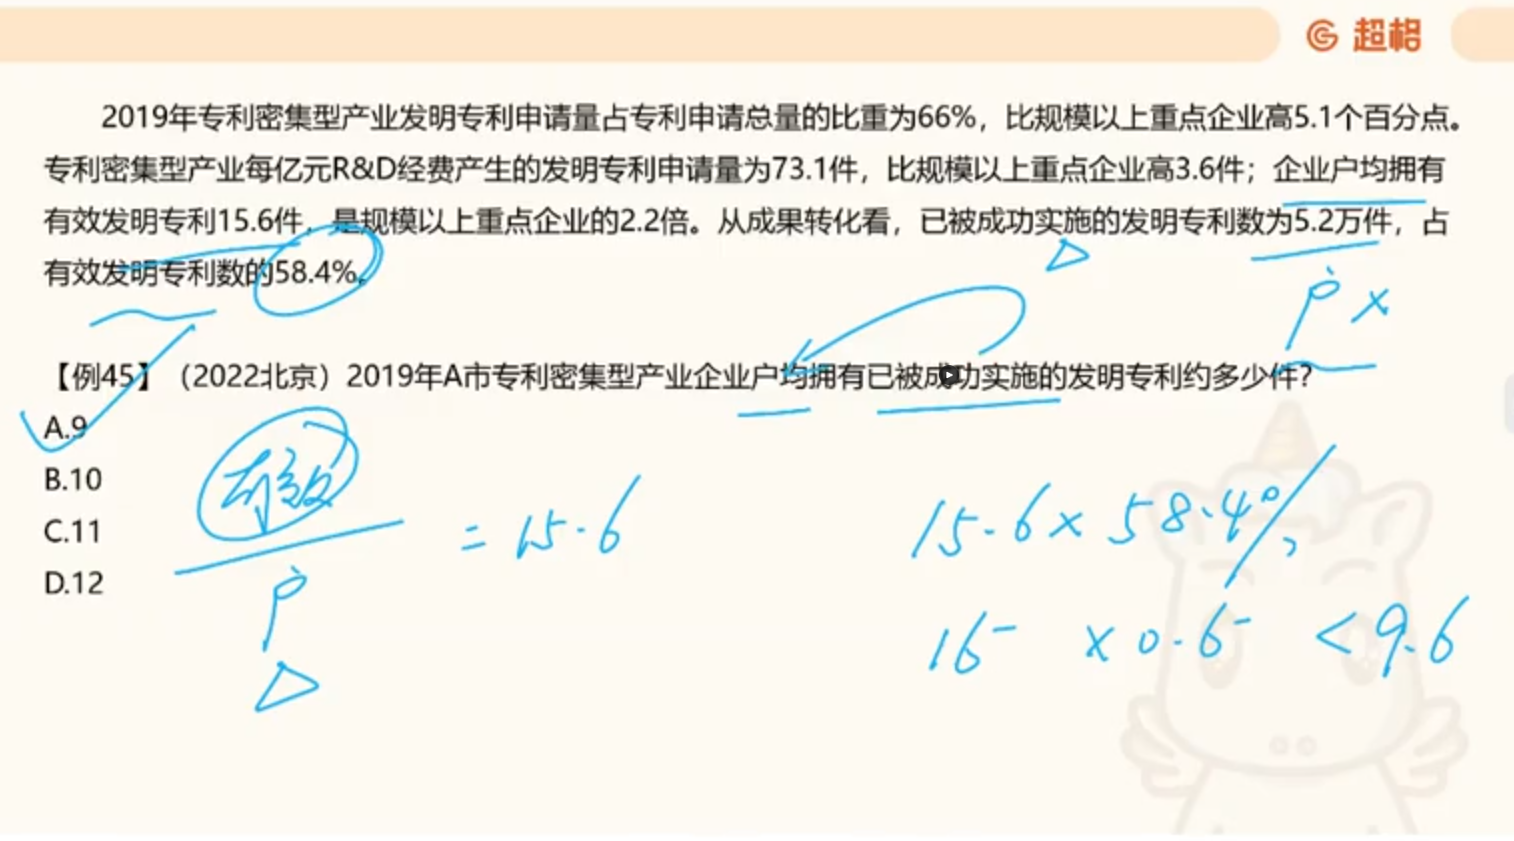 超格
2019年专利密集型产业发明专利申请量占专利申请总量的比重为66%，比规模以上重点企业高5.1个百分点。
专利密集型产业每亿元R&D经费产生的发明专利申请量为73.1件，比规模以上重点企业高3.6件；企业户均拥有
有效发明专利15.6件，是规模以上重点企业的2.2倍。从成果转化看，已被成功实施的发明专利数为5.2万件，占
有效发明专利数的58.4%。
户 ×
【例45】（2022北京）2019年A市专利密集型产业企业户均拥有已被成功实施的发明专利约多少件？
A.9
B.10
C.11
D.12
有效
户
= 15.6
15.6 × 58.4%
16⁻ × 0.6⁻ < 9.6